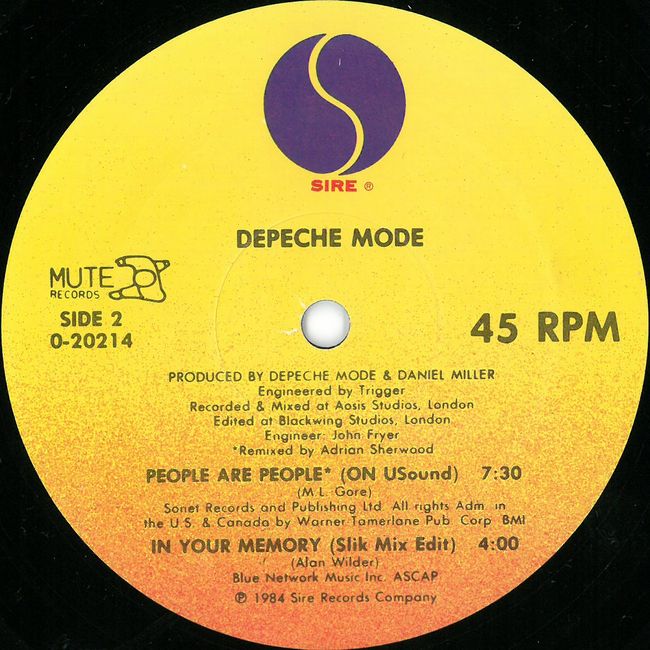 SIRE ®
DEPECHE MODE
MUTE
RECORDS
SIDE 2
0-20214
45 RPM
PRODUCED BY DEPECHE MODE & DANIEL MILLER
Engineered by Trigger
Recorded & Mixed at Aosis Studios, London
Edited at Blackwing Studios, London
Engineer: John Fryer
*Remixed by Adrian Sherwood
PEOPLE ARE PEOPLE* (ON USound) 7:30
(M.L. Gore)
Sonet Records and Publishing Ltd. All rights Adm. in
the U.S. & Canada by Warner Tamerlane Pub. Corp. BMI
IN YOUR MEMORY (Slik Mix Edit) 4:00
(Alan Wilder)
Blue Network Music Inc. ASCAP
℗ 1984 Sire Records Company